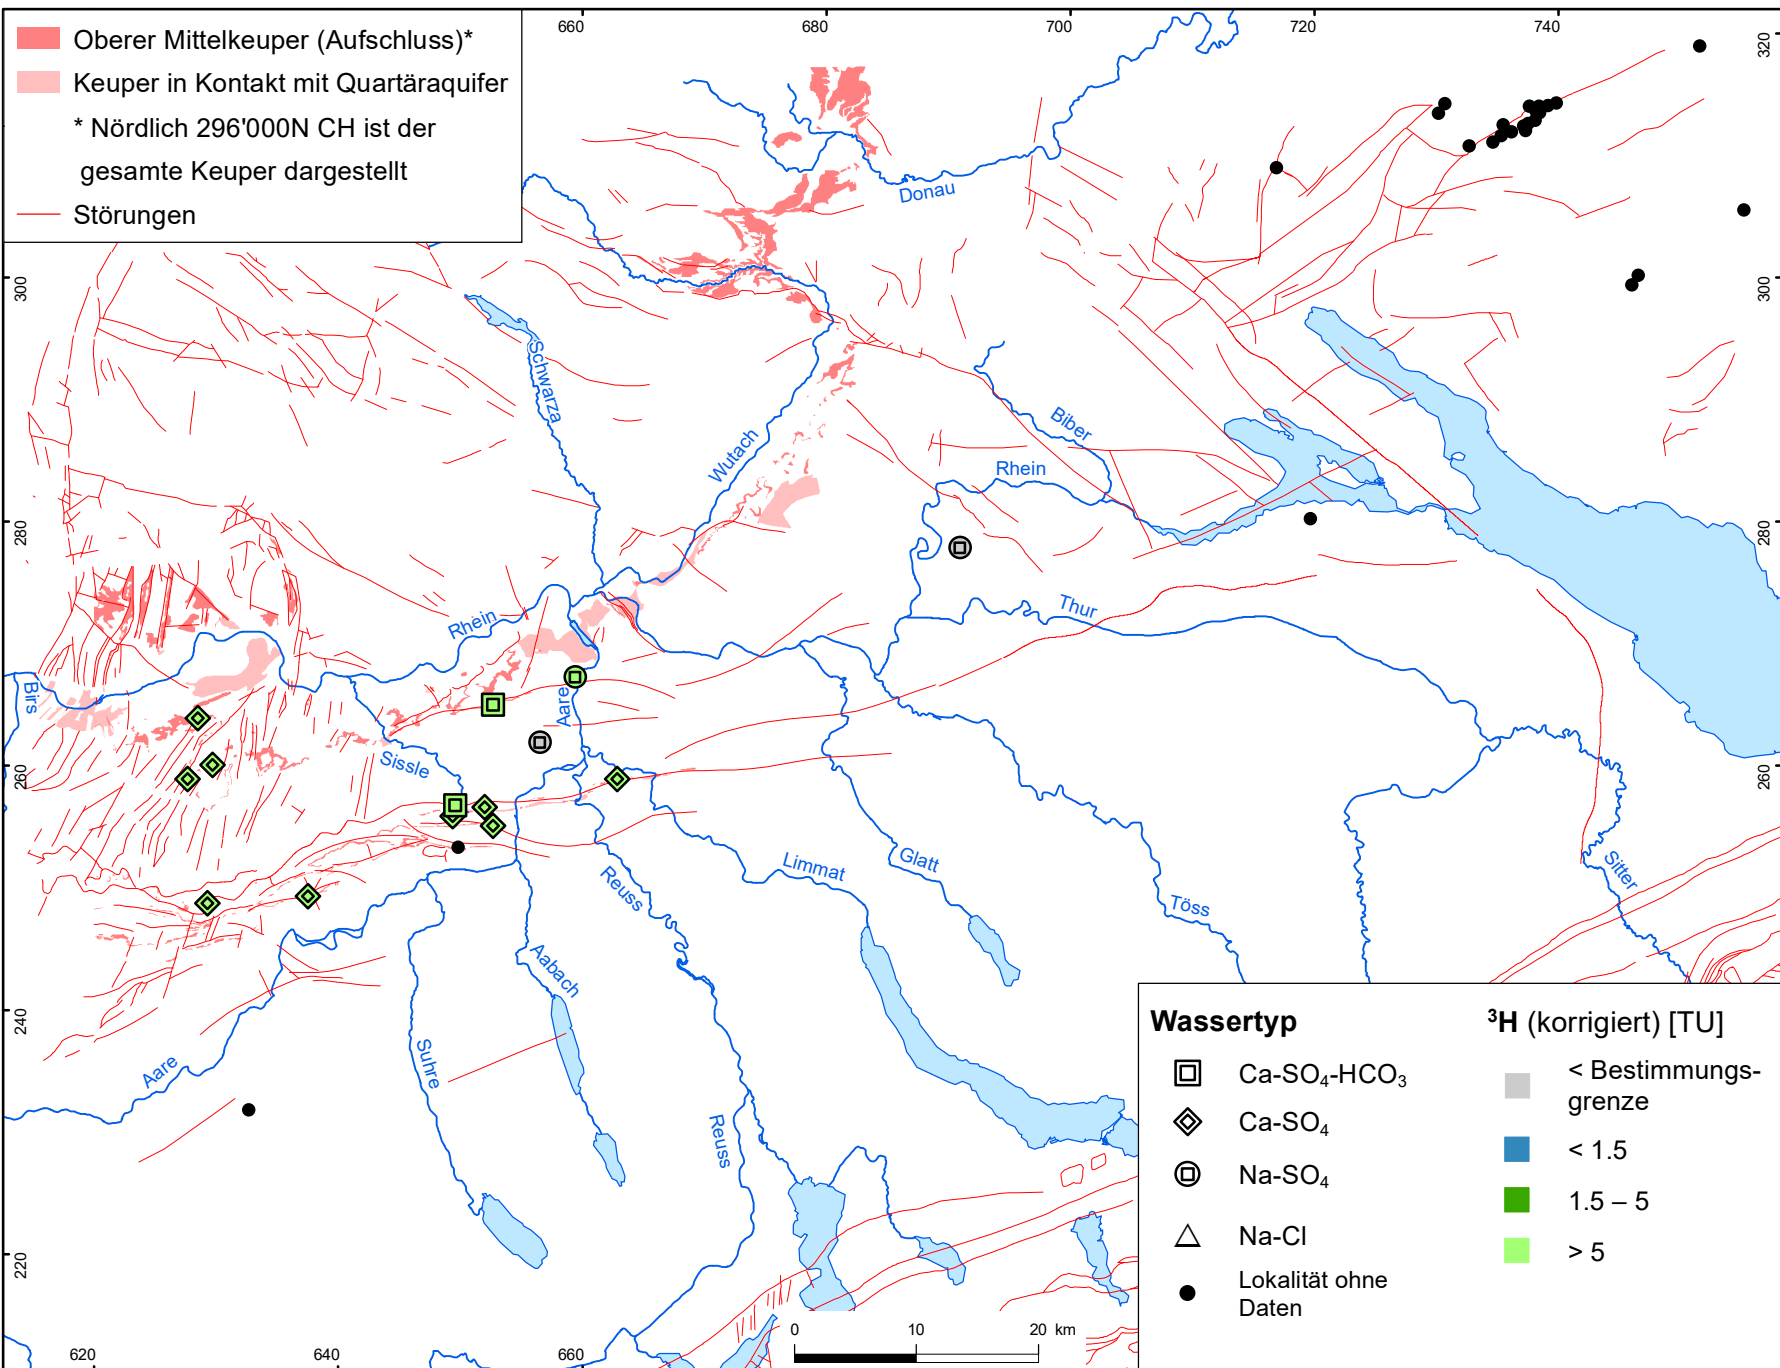 660
680
700
720
740
320
Oberer Mittelkeuper (Aufschluss)*
Keuper in Kontakt mit Quartäraquifer
* Nördlich 296'000N CH ist der
gesamte Keuper dargestellt
Störungen
Donau
300
300
Schwarza
Wutach
Biber
Rhein
280
280
Rhein
Thur
Birs
Aare
Sissle
260
260
Reuss
Limmat
Glatt
Töss
Sitter
Aabach
240
Suhre
Aare
Reuss
220
Wassertyp
Ca-SO₄-HCO₃
Ca-SO₄
Na-SO₄
Na-Cl
Lokalität ohne
Daten
³H (korrigiert) [TU]
< Bestimmungs-
grenze
< 1.5
1.5 – 5
> 5
0 10 20 km
620
640
660